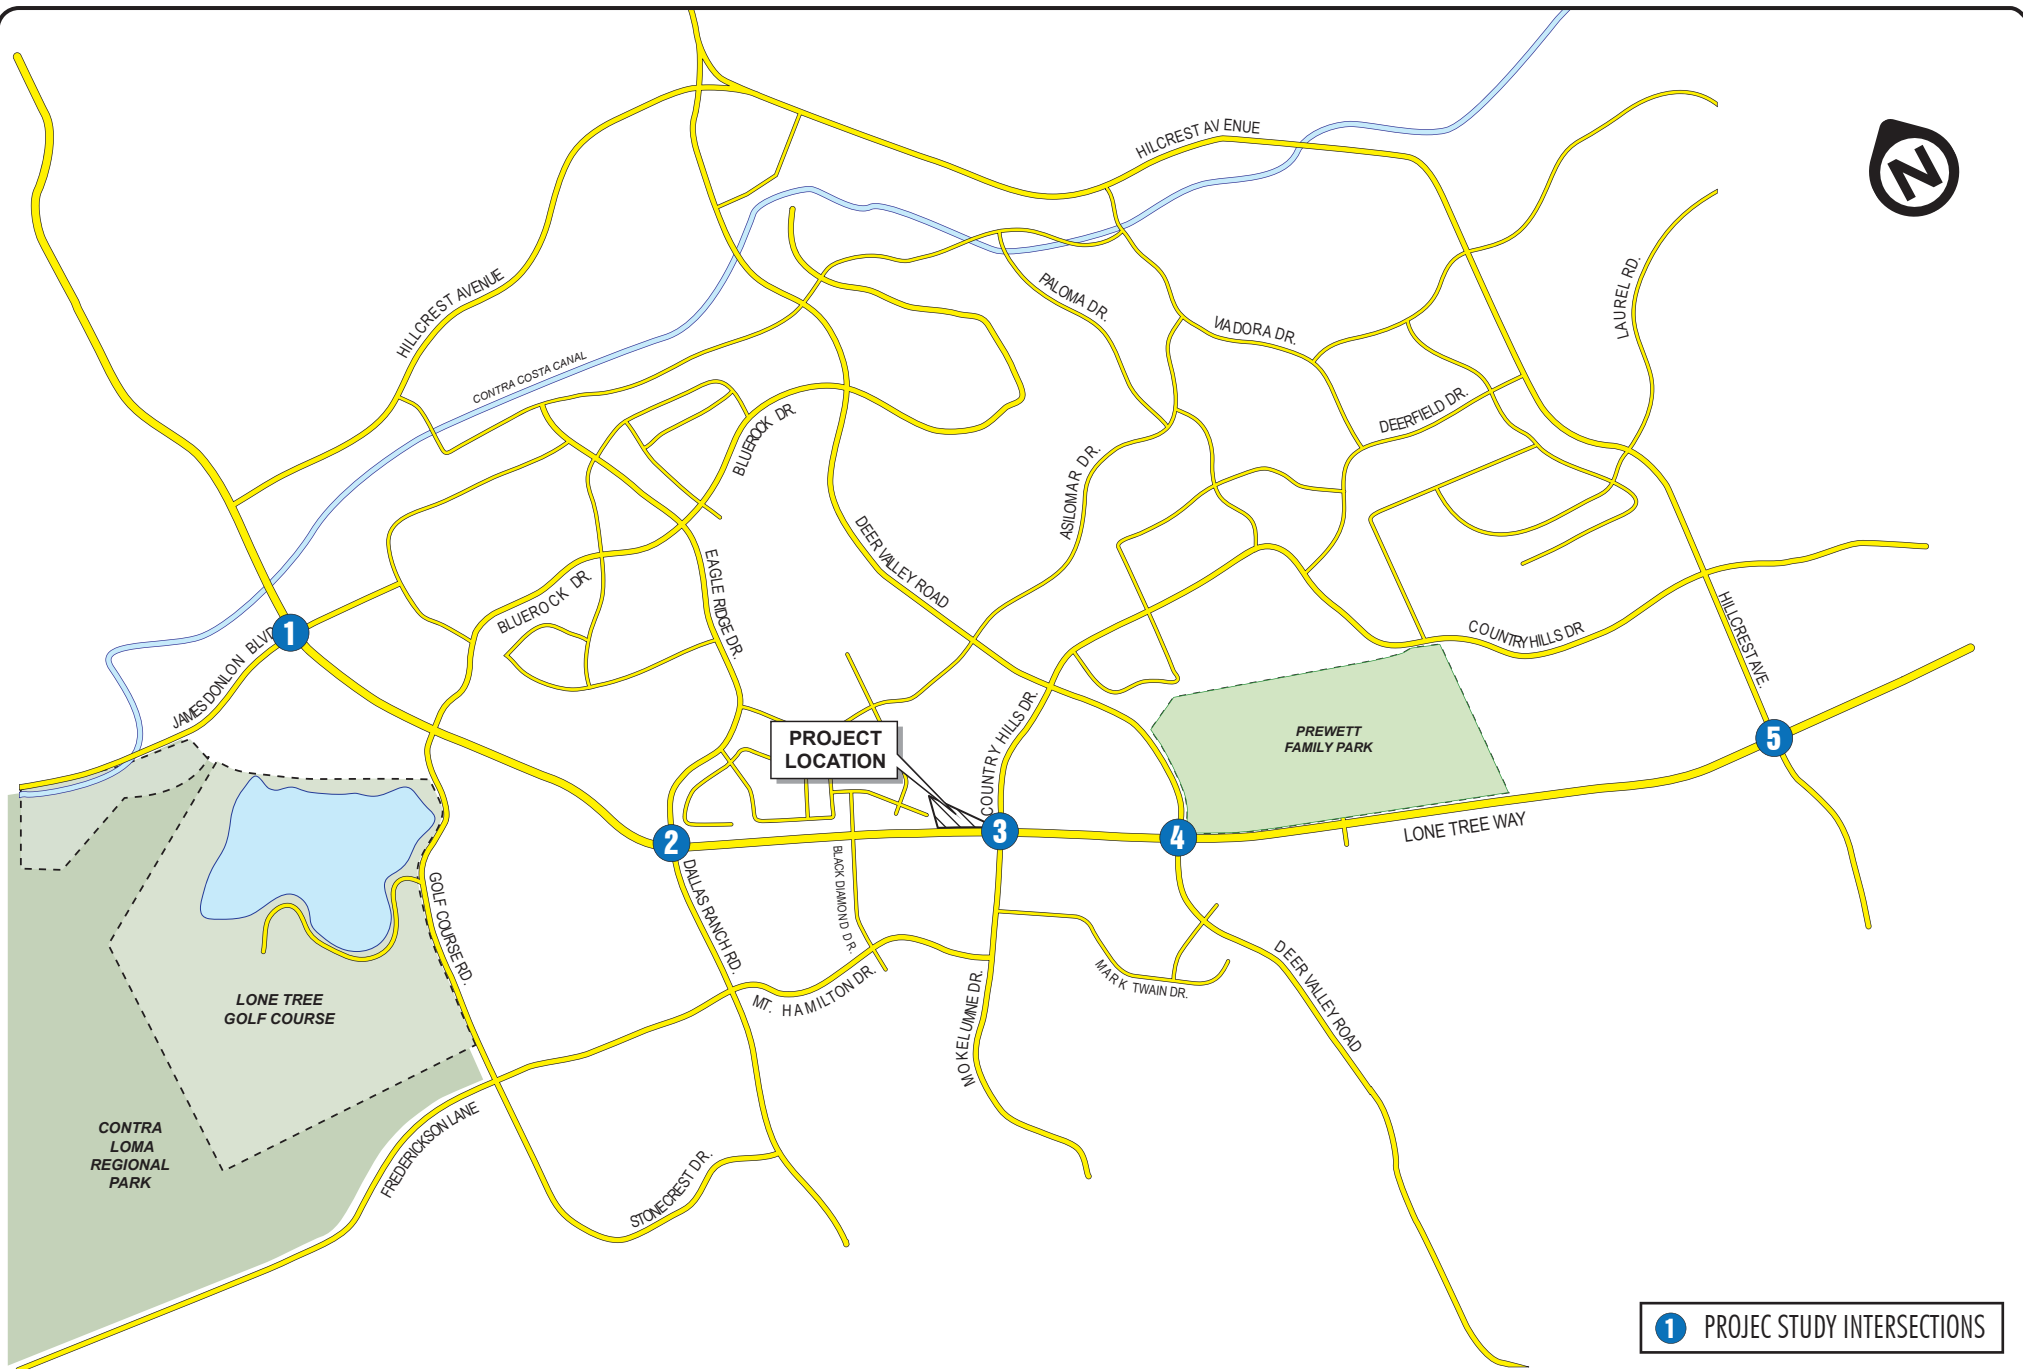 HILCREST AVENUE
N
HILLCREST AVENUE
PALOMA DR.
LAUREL RD.
VIADORA DR.
CONTRA COSTA CANAL
DEERFIELD DR.
BLUEROCK DR.
ASILOMAR DR.
DEER VALLEY ROAD
EAGLE RIDGE DR.
BLUEROCK DR.
1
JAMES DONLON BLVD
COUNTRY HILLS DR
HILLCREST AVE.
COUNTRY HILLS DR.
PROJECT
LOCATION
PREWETT
FAMILY PARK
5
2
3
4
LONE TREE WAY
BLACK DIAMOND DR.
DALLAS RANCH RD.
GOLF COURSE RD.
MARK TWAIN DR.
DEER VALLEY ROAD
MT. HAMILTON DR.
MOKELUMNE DR.
LONE TREE
GOLF COURSE
CONTRA
LOMA
REGIONAL
PARK
FREDERICKSON LANE
STONECREST DR.
1 PROJEC STUDY INTERSECTIONS